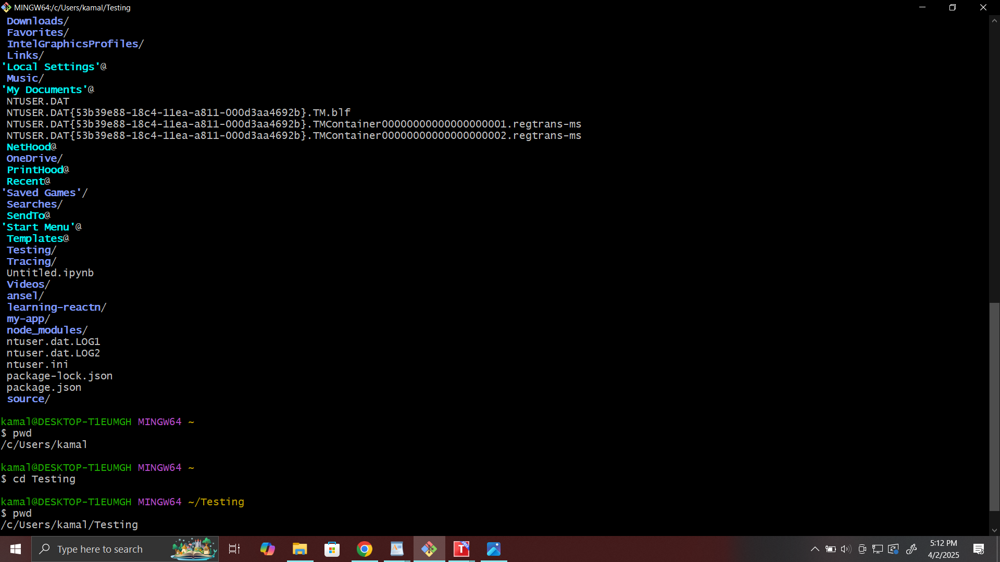 MINGW64:/c/Users/kamal/Testing
Downloads/
Favorites/
IntelGraphicsProfiles/
Links/
'Local Settings'@
Music/
'My Documents'@
NTUSER.DAT
NTUSER.DAT{53b39e88-18c4-11ea-a811-000d3aa4692b}.TM.blf
NTUSER.DAT{53b39e88-18c4-11ea-a811-000d3aa4692b}.TMContainer00000000000000000001.regtrans-ms
NTUSER.DAT{53b39e88-18c4-11ea-a811-000d3aa4692b}.TMContainer00000000000000000002.regtrans-ms
NetHood@
OneDrive/
PrintHood@
Recent@
'Saved Games'/
Searches/
SendTo@
'Start Menu'@
Templates@
Testing/
Tracing/
Untitled.ipynb
Videos/
ansel/
learning-reactn/
my-app/
node_modules/
ntuser.dat.LOG1
ntuser.dat.LOG2
ntuser.ini
package-lock.json
package.json
source/
kamal@DESKTOP-T1EUMGH MINGW64 ~
$ pwd
/c/Users/kamal
kamal@DESKTOP-T1EUMGH MINGW64 ~
$ cd Testing
kamal@DESKTOP-T1EUMGH MINGW64 ~/Testing
$ pwd
/c/Users/kamal/Testing
Type here to search
5:12 PM
4/2/2025